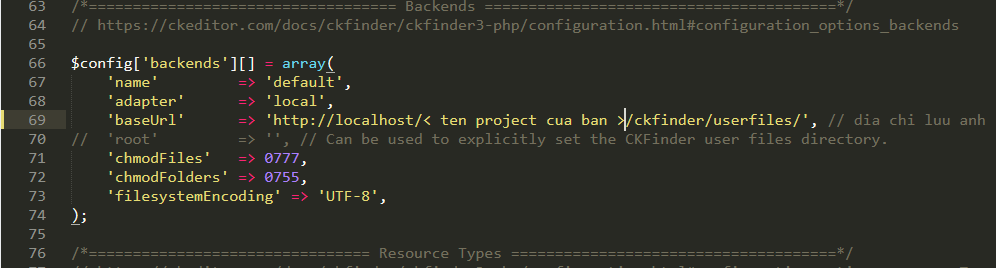 63 /*=================================== Backends ========================================*/
64 // https://ckeditor.com/docs/ckfinder3-php/configuration.html#configuration_options_backends
65
66 $config['backends'][] = array(
67 'name' => 'default',
68 'adapter' => 'local',
69 'baseUrl' => 'http://localhost/< ten project cua ban >/ckfinder/userfiles/', // dia chi luu anh
70 // 'root' => '', // Can be used to explicitly set the CKFinder user files directory.
71 'chmodFiles' => 0777,
72 'chmodFolders' => 0755,
73 'filesystemEncoding' => 'UTF-8',
74 );
75
76 /*================================ Resource Types =====================================*/